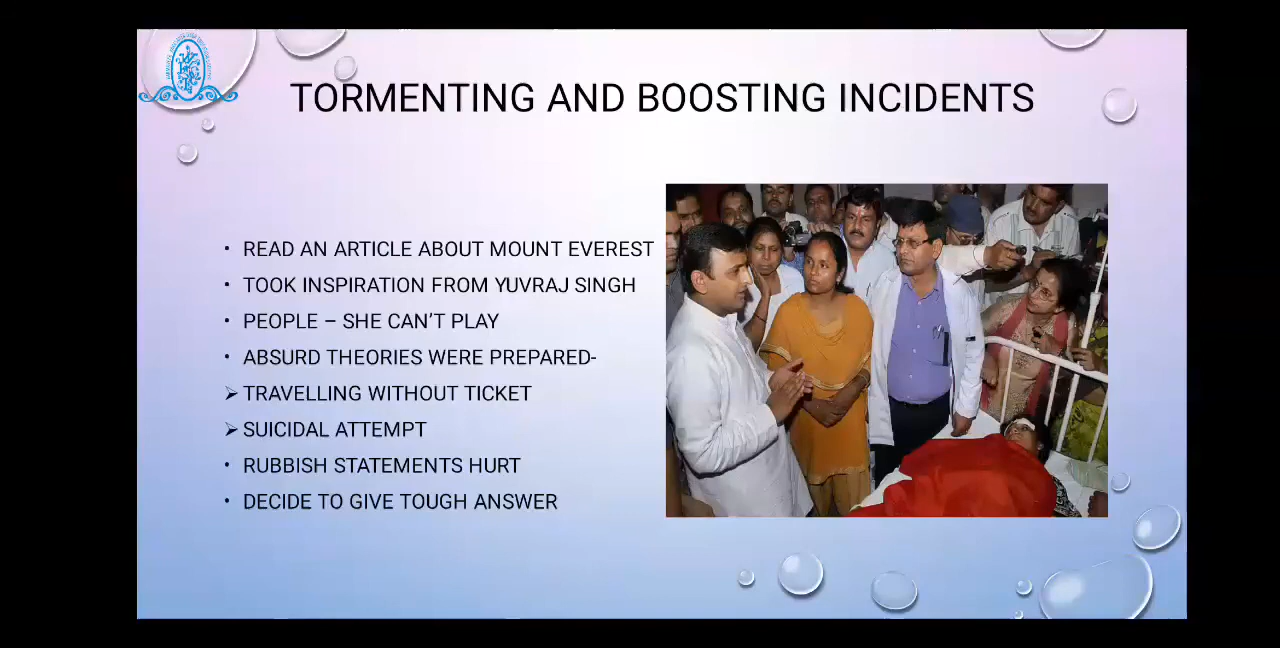 TORMENTING AND BOOSTING INCIDENTS
• READ AN ARTICLE ABOUT MOUNT EVEREST
• TOOK INSPIRATION FROM YUVRAJ SINGH
• PEOPLE – SHE CAN'T PLAY
• ABSURD THEORIES WERE PREPARED-
➢ TRAVELLING WITHOUT TICKET
➢ SUICIDAL ATTEMPT
• RUBBISH STATEMENTS HURT
• DECIDE TO GIVE TOUGH ANSWER